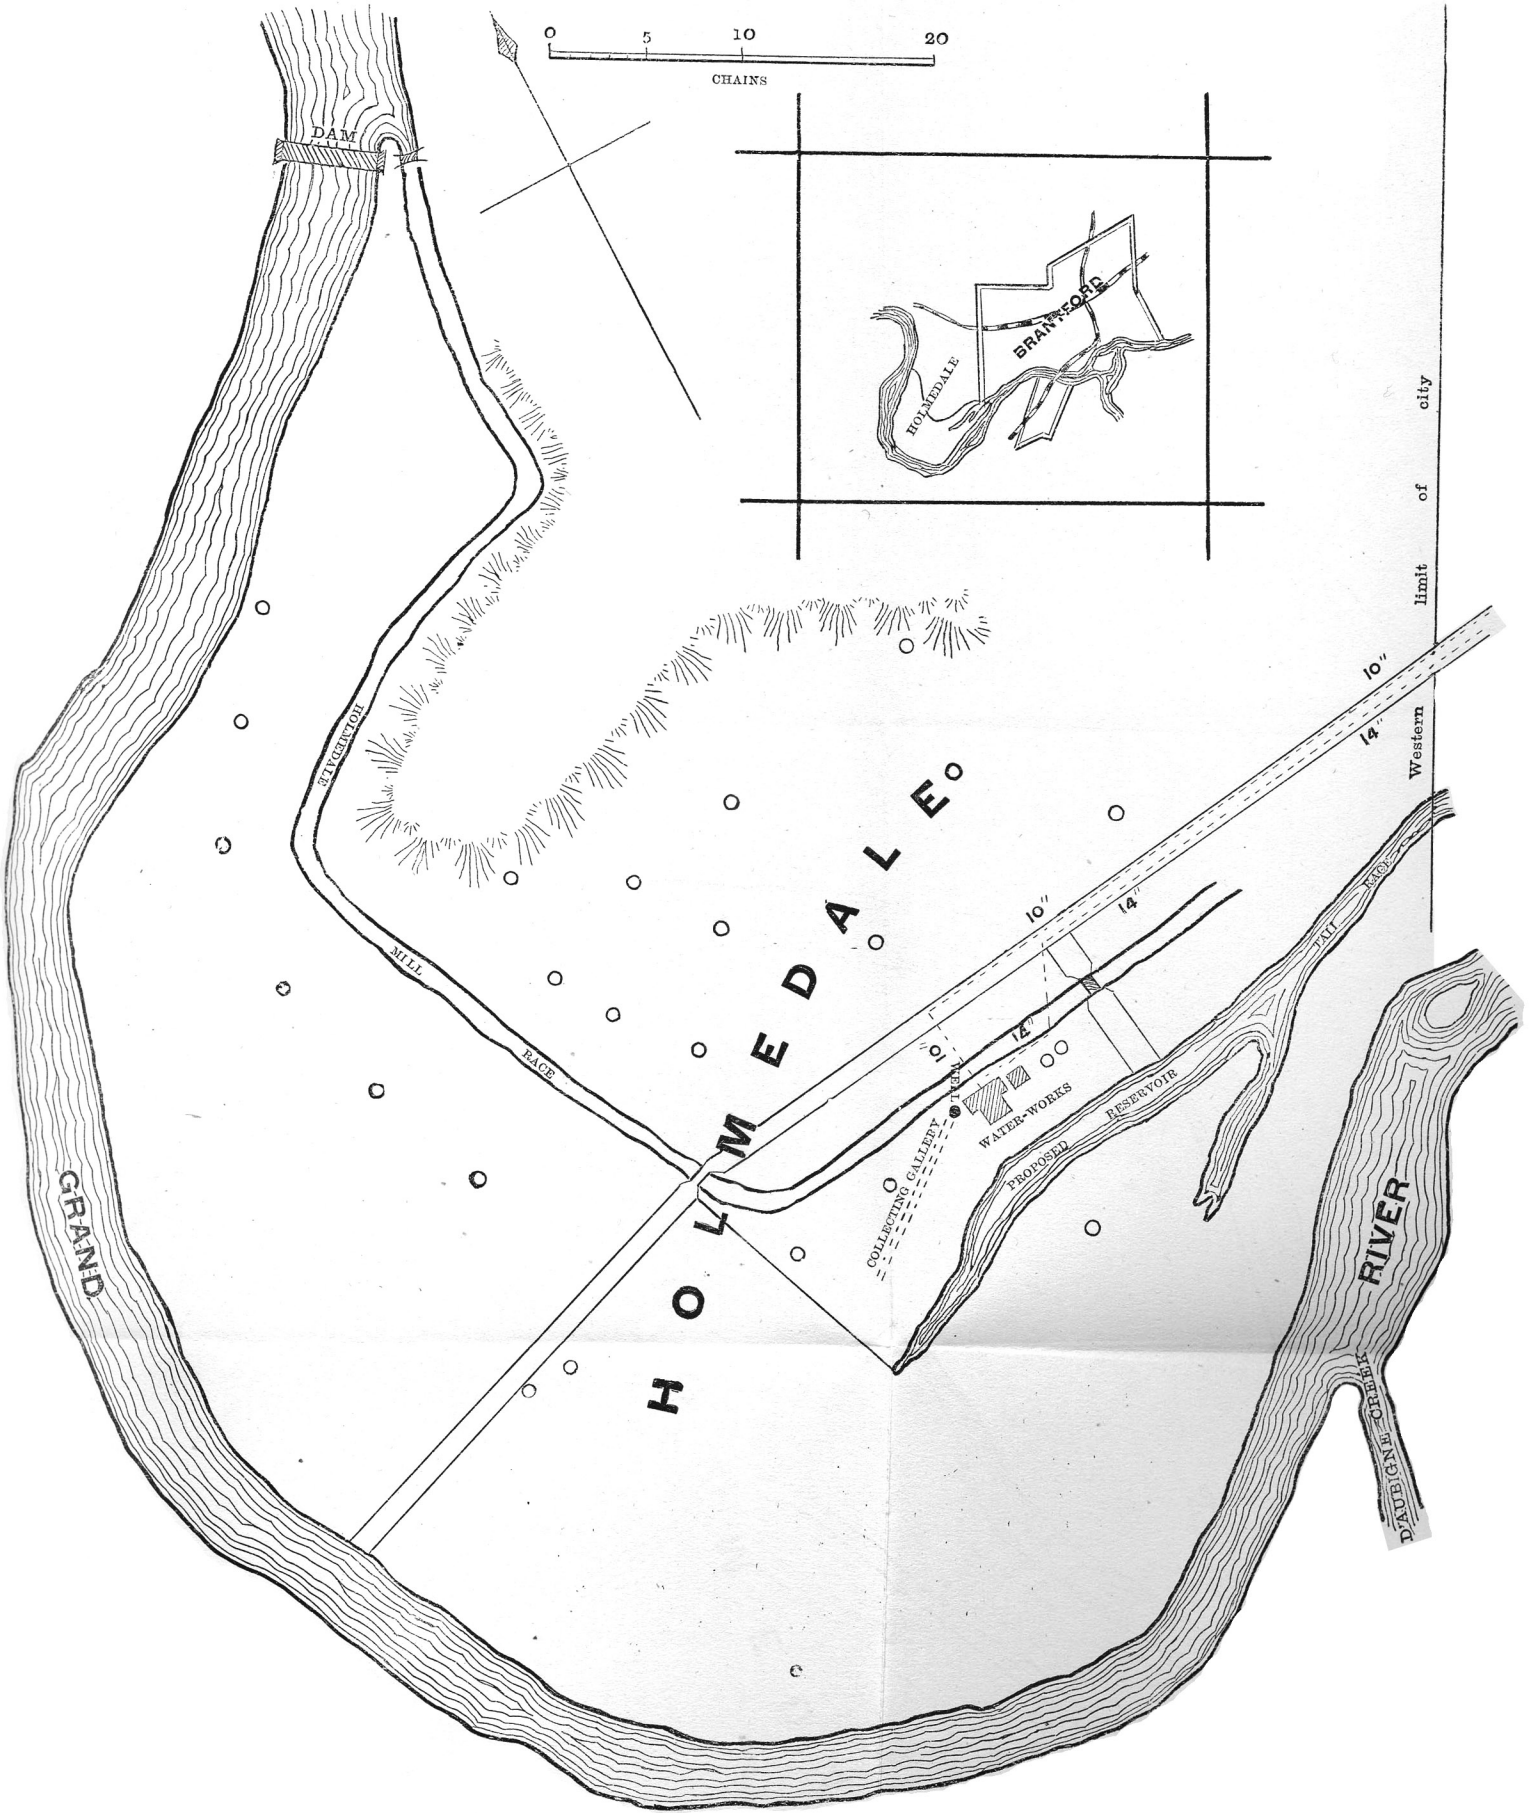 0 5 10 20
CHAINS
DAM
BRANTFORD
HOLMEDALE
Western limit of city
10"
14"
HOLMEDALE
MILL
RACE
HOLMEDALE
10"
14"
TAIL RACE
10"
14"
WELL
WATER-WORKS
COLLECTING GALLERY
PROPOSED RESERVOIR
GRAND
RIVER
D'AUBIGNE CREEK